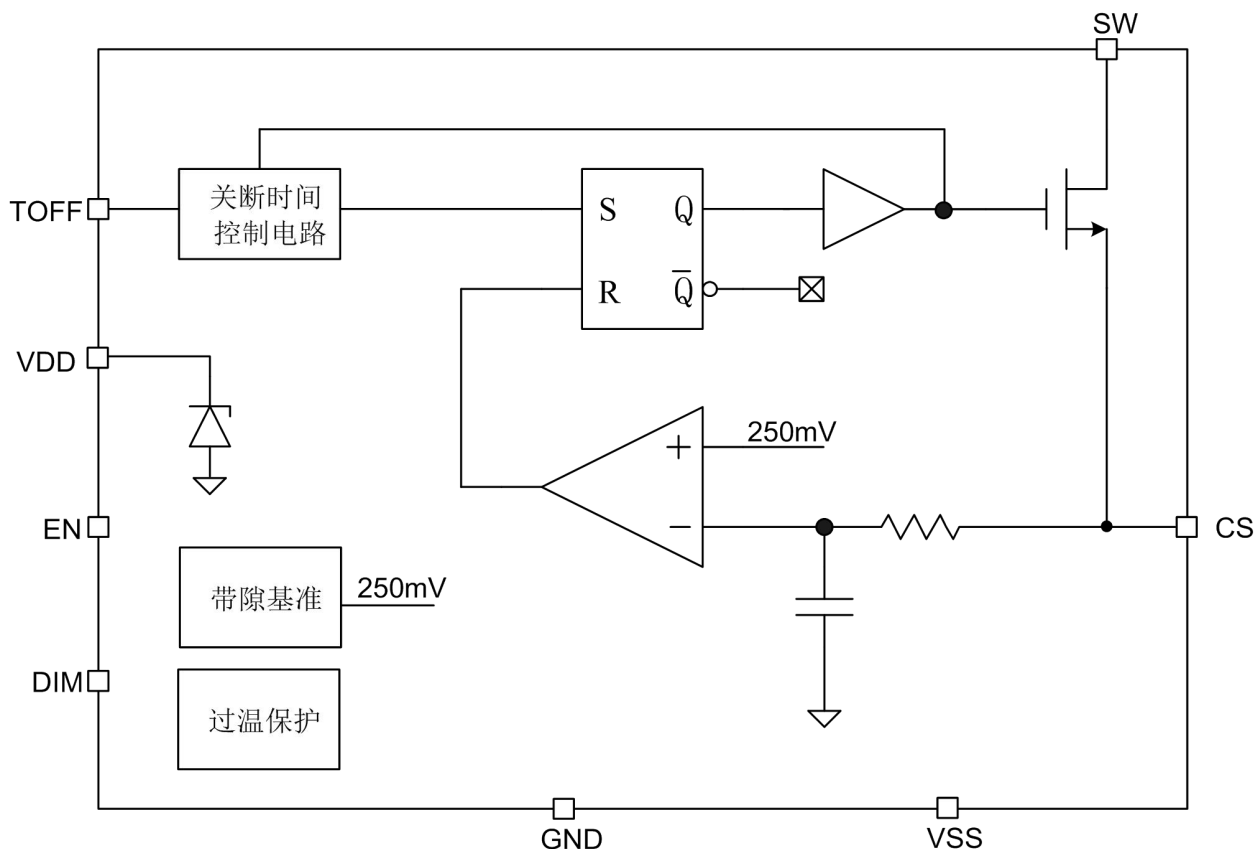 SW
TOFF
关断时间
控制电路
S
Q
R
Q̅
VDD
+
250mV
−
EN
CS
带隙基准
250mV
DIM
过温保护
GND
VSS